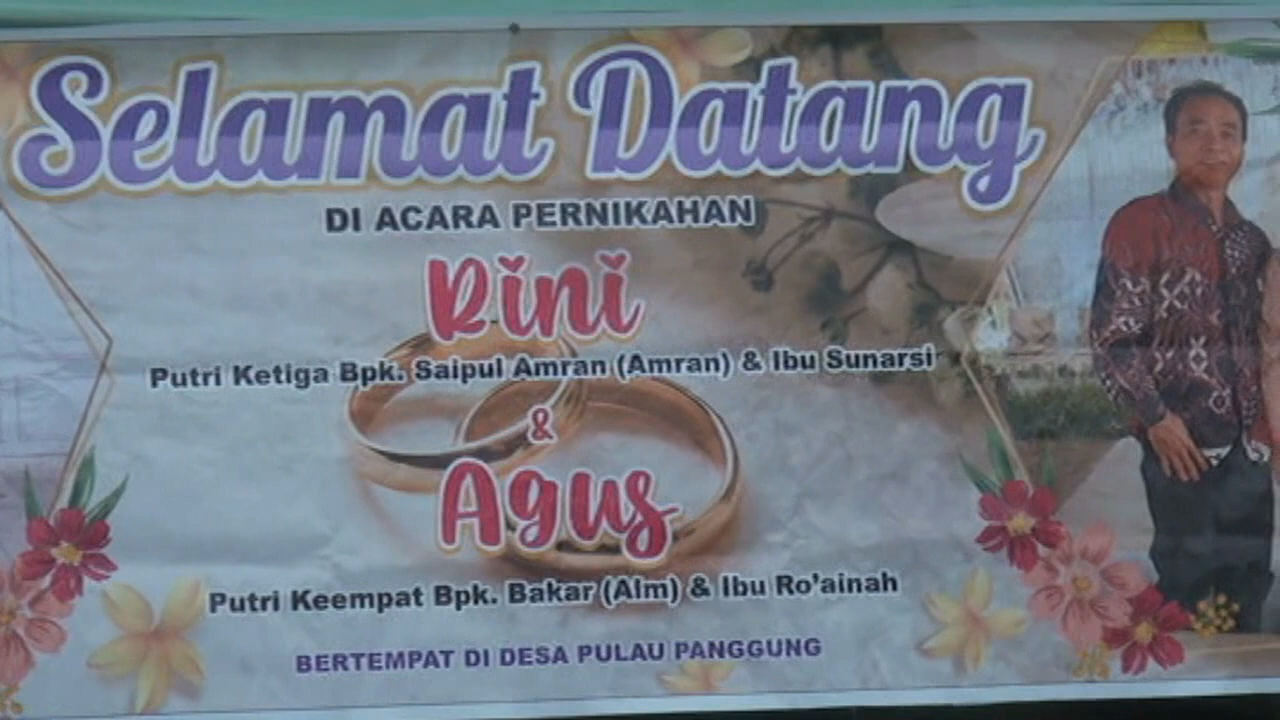 Selamat Datang
DI ACARA PERNIKAHAN
Rini
Putri Ketiga Bpk. Saipul Amran (Amran) & Ibu Sunarsi
&
Agus
Putri Keempat Bpk. Bakar (Alm) & Ibu Ro'ainah
BERTEMPAT DI DESA PULAU PANGGUNG